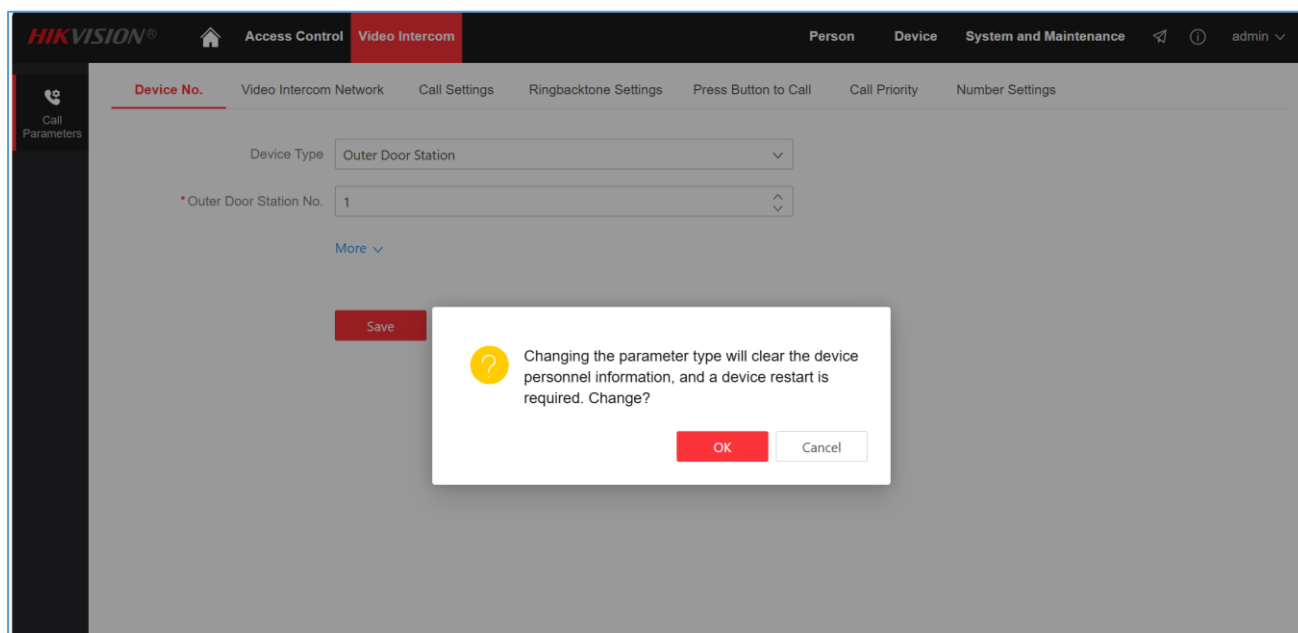 HIKVISION® Access Control Video Intercom Person Device System and Maintenance admin
Call
Parameters
Device No. Video Intercom Network Call Settings Ringbacktone Settings Press Button to Call Call Priority Number Settings
Device Type Outer Door Station
*Outer Door Station No. 1
More
Save
Changing the parameter type will clear the device
personnel information, and a device restart is
required. Change?
OK Cancel